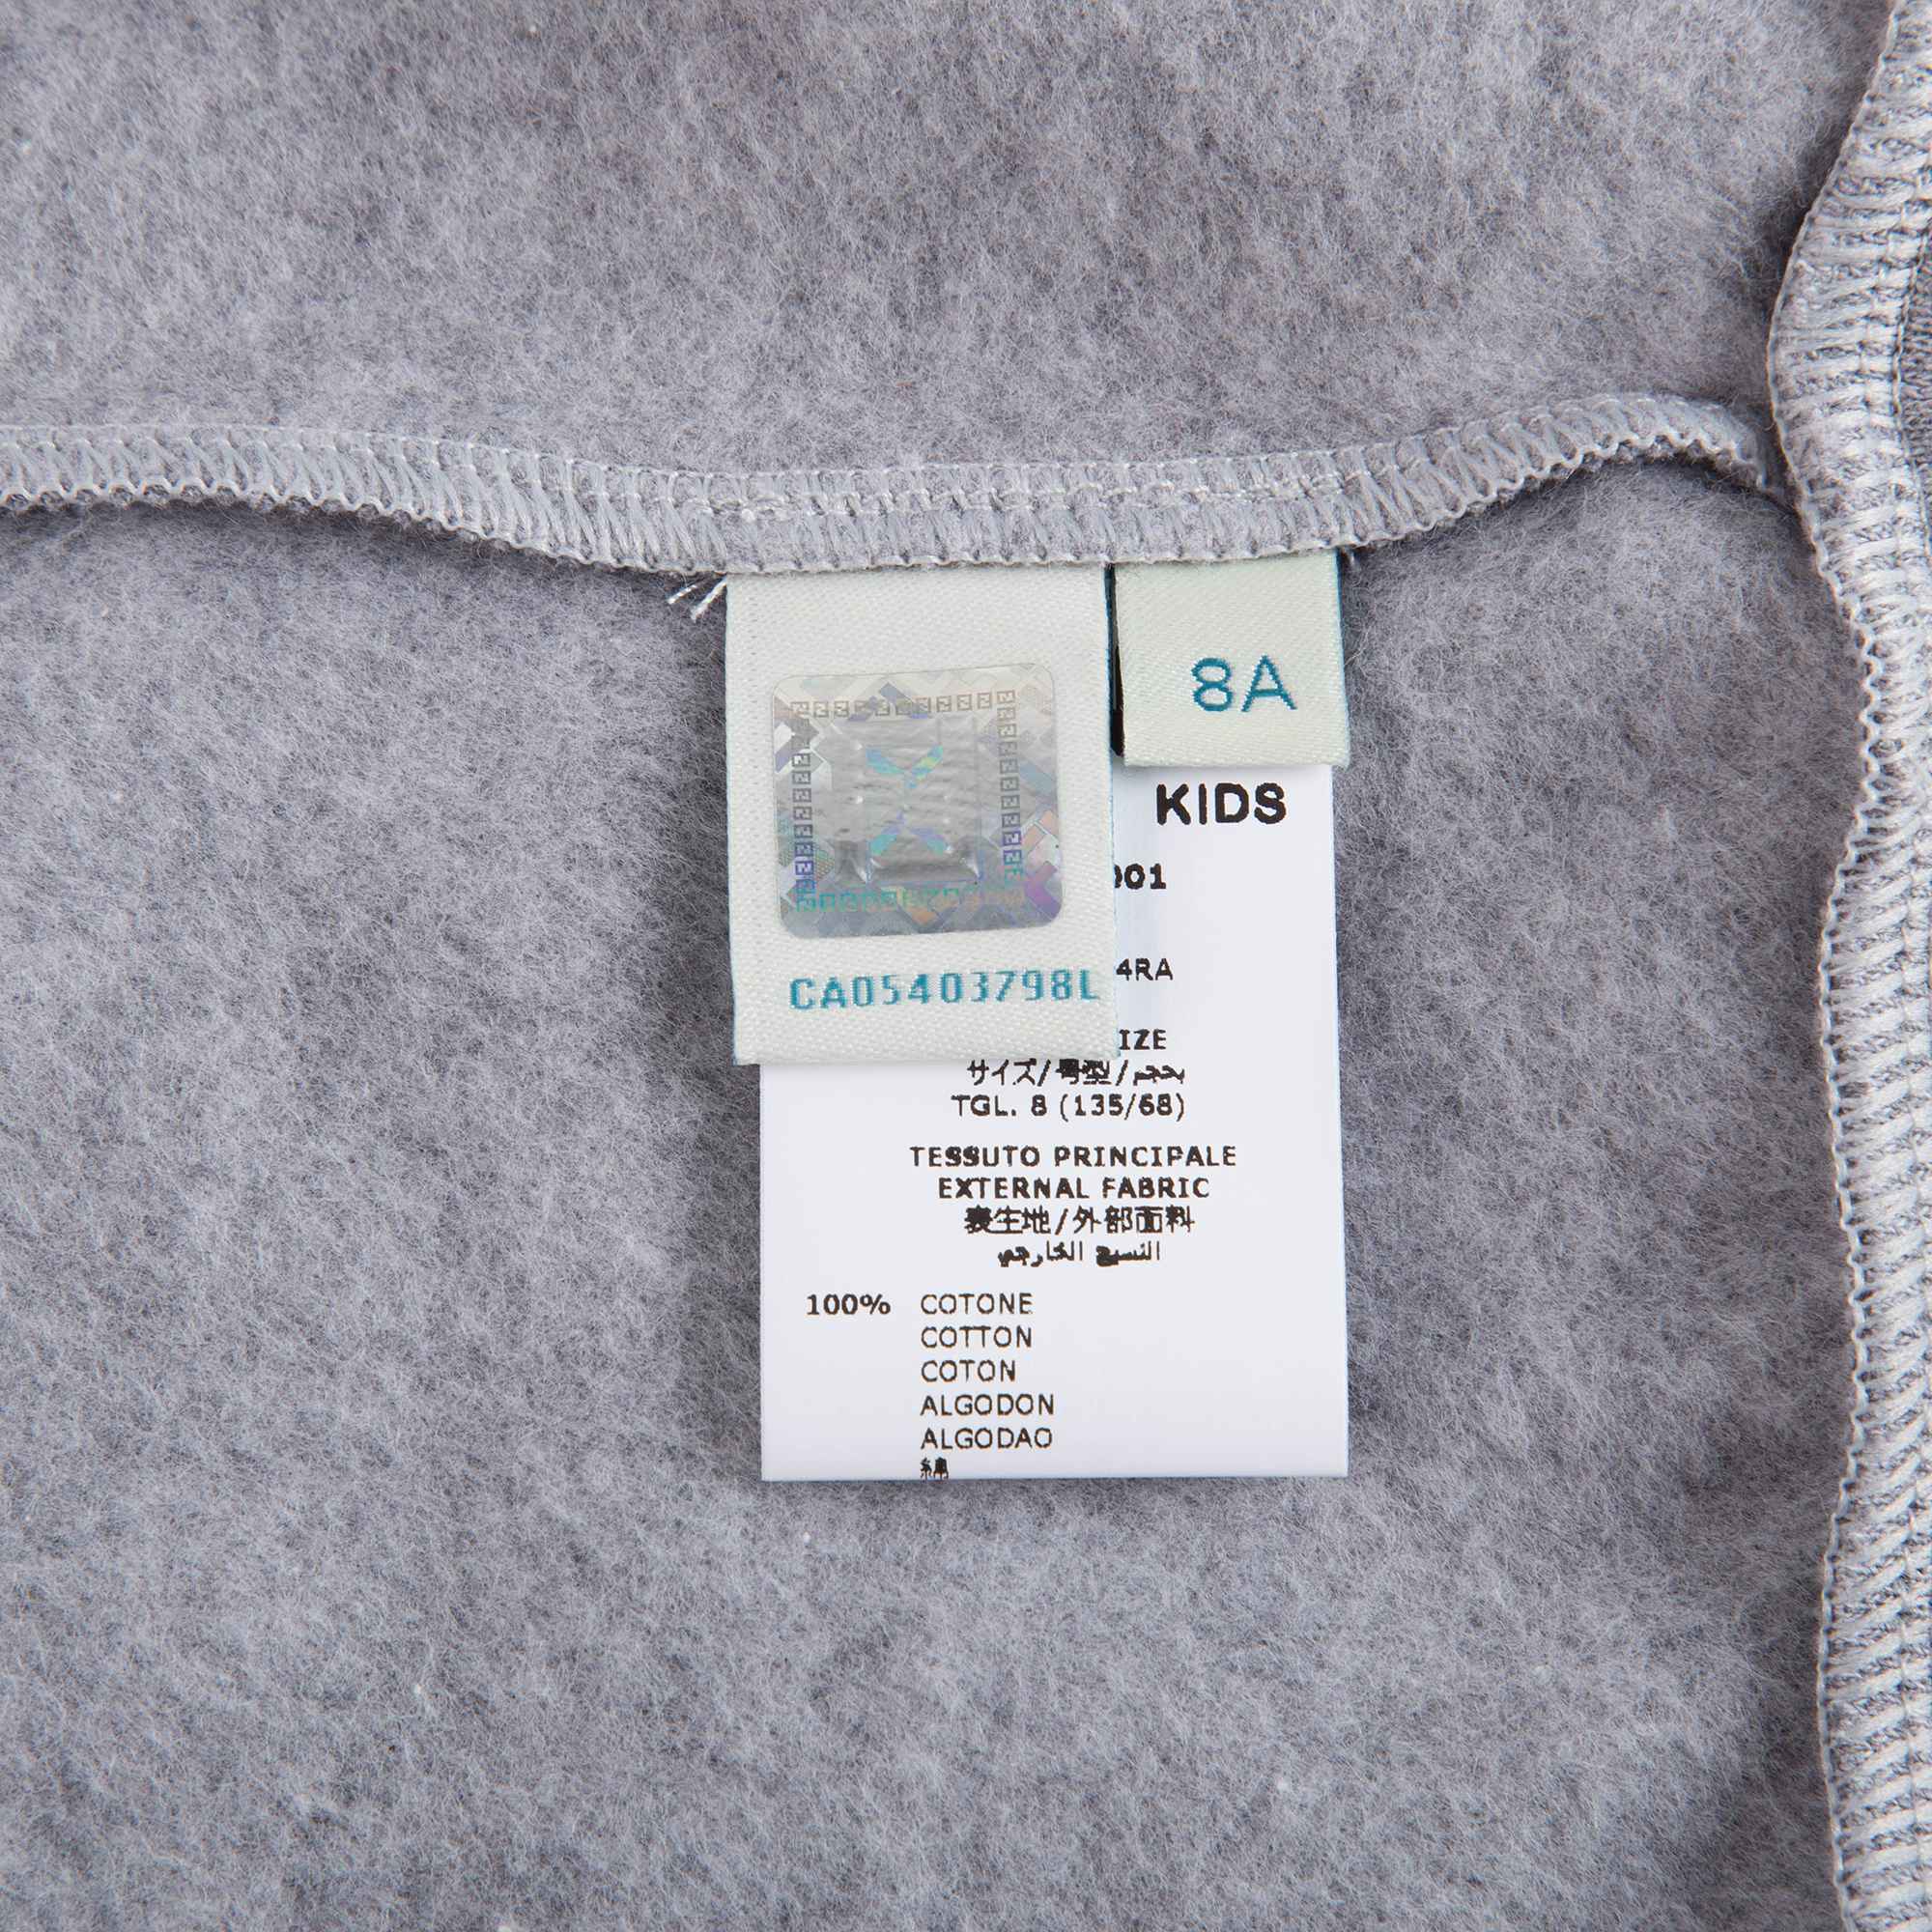 8A
KIDS
001
4RA
CA05403798L
IZE
サイズ/号型/
TGL. 8 (135/68)
TESSUTO PRINCIPALE
EXTERNAL FABRIC
表生地/外部面料
النسيج الخارجي
100% COTONE
COTTON
COTON
ALGODON
ALGODAO
綿